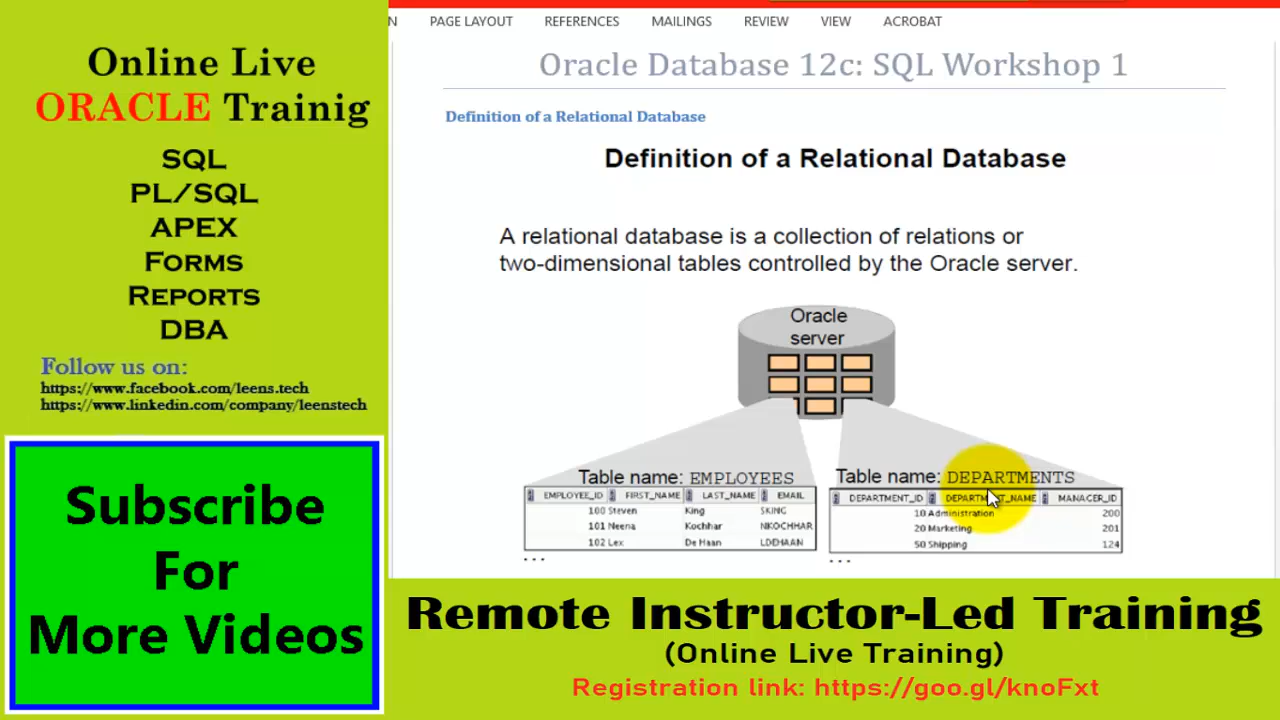 Online Live
ORACLE Trainig
SQL
PL/SQL
APEX
FORMS
REPORTS
DBA
Follow us on:
https://www.facebook.com/leens.tech
https://www.linkedin.com/company/leenstech
Subscribe
For
More Videos
N PAGE LAYOUT REFERENCES MAILINGS REVIEW VIEW ACROBAT
Oracle Database 12c: SQL Workshop 1
Definition of a Relational Database
Definition of a Relational Database
A relational database is a collection of relations or
two-dimensional tables controlled by the Oracle server.
Oracle
server
Table name: EMPLOYEES
EMPLOYEE_ID FIRST_NAME LAST_NAME EMAIL
100 Steven King SKING
101 Neena Kochhar NKOCHHAR
102 Lex De Haan LDEHAAN
...
Table name: DEPARTMENTS
DEPARTMENT_ID DEPARTMENT_NAME MANAGER_ID
10 Administration 200
20 Marketing 201
50 Shipping 124
...
Remote Instructor-Led Training
(Online Live Training)
Registration link: https://goo.gl/knoFxt